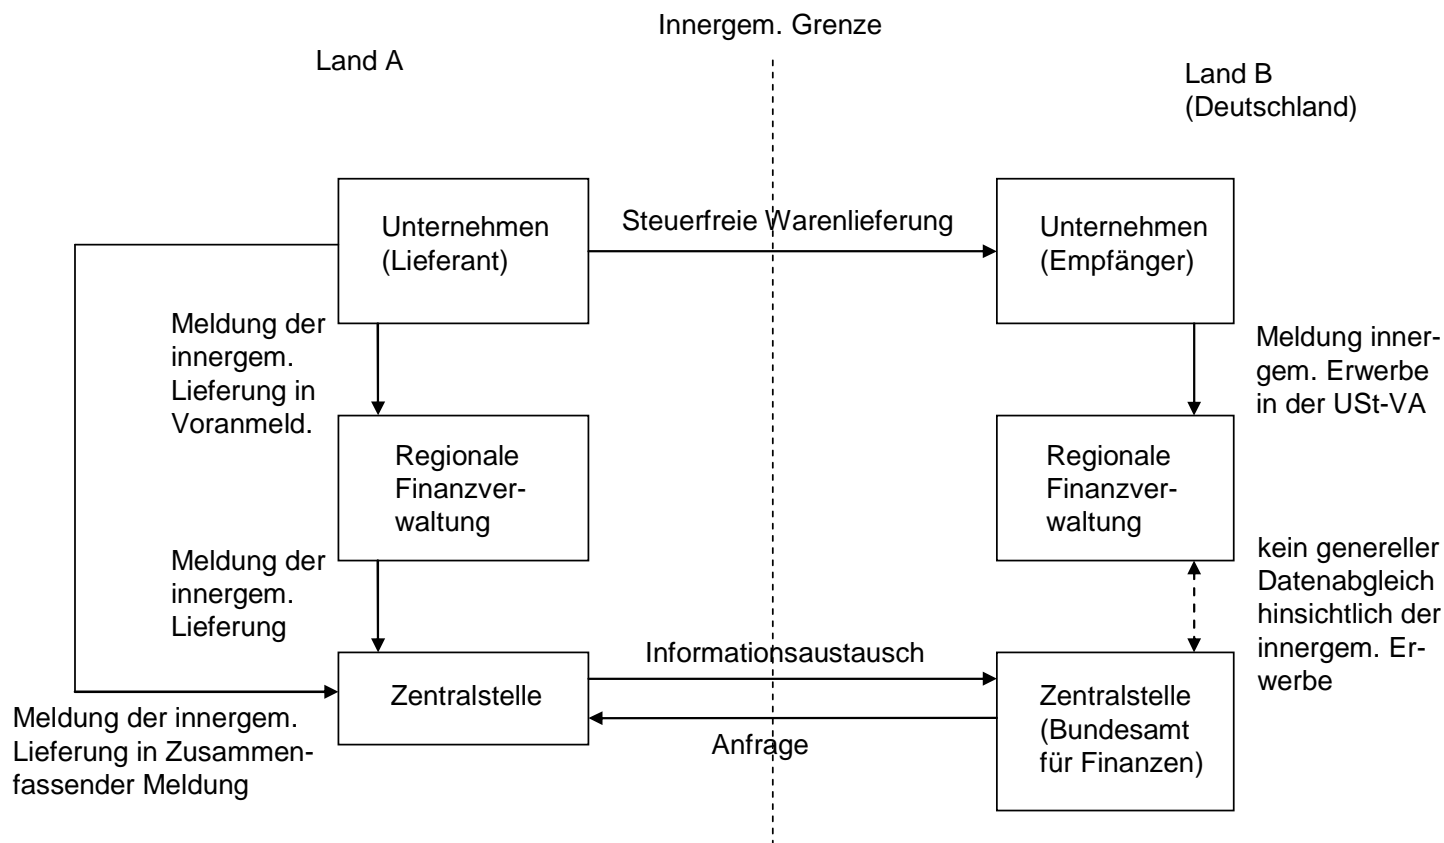 Innergem. Grenze
Land A
Land B
(Deutschland)
Unternehmen
(Lieferant)
Steuerfreie Warenlieferung
Unternehmen
(Empfänger)
Meldung der
innergem.
Lieferung in
Voranmeld.
Meldung inner-
gem. Erwerbe
in der USt-VA
Regionale
Finanzver-
waltung
Regionale
Finanzver-
waltung
Meldung der
innergem.
Lieferung
kein genereller
Datenabgleich
hinsichtlich der
innergem. Er-
werbe
Informationsaustausch
Zentralstelle
Zentralstelle
(Bundesamt
für Finanzen)
Anfrage
Meldung der innergem.
Lieferung in Zusammen-
fassender Meldung